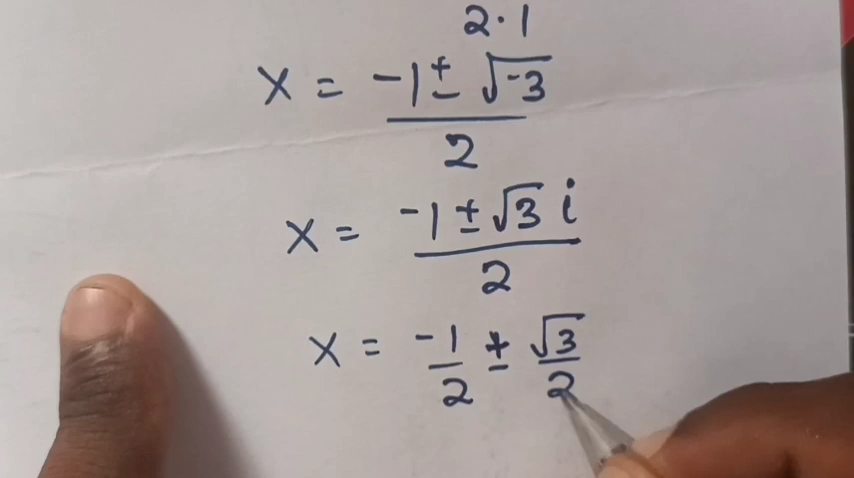 2·1
x = (-1 ± √-3)/2
x = (-1 ± √3 i)/2
x = -1/2 ± √3/2